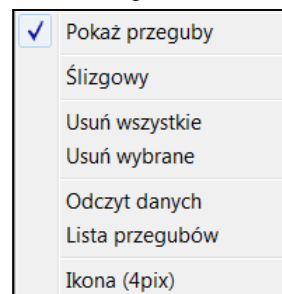 Pokaż przeguby
Ślizgowy
Usuń wszystkie
Usuń wybrane
Odczyt danych
Lista przegubów
Ikona (4pix)